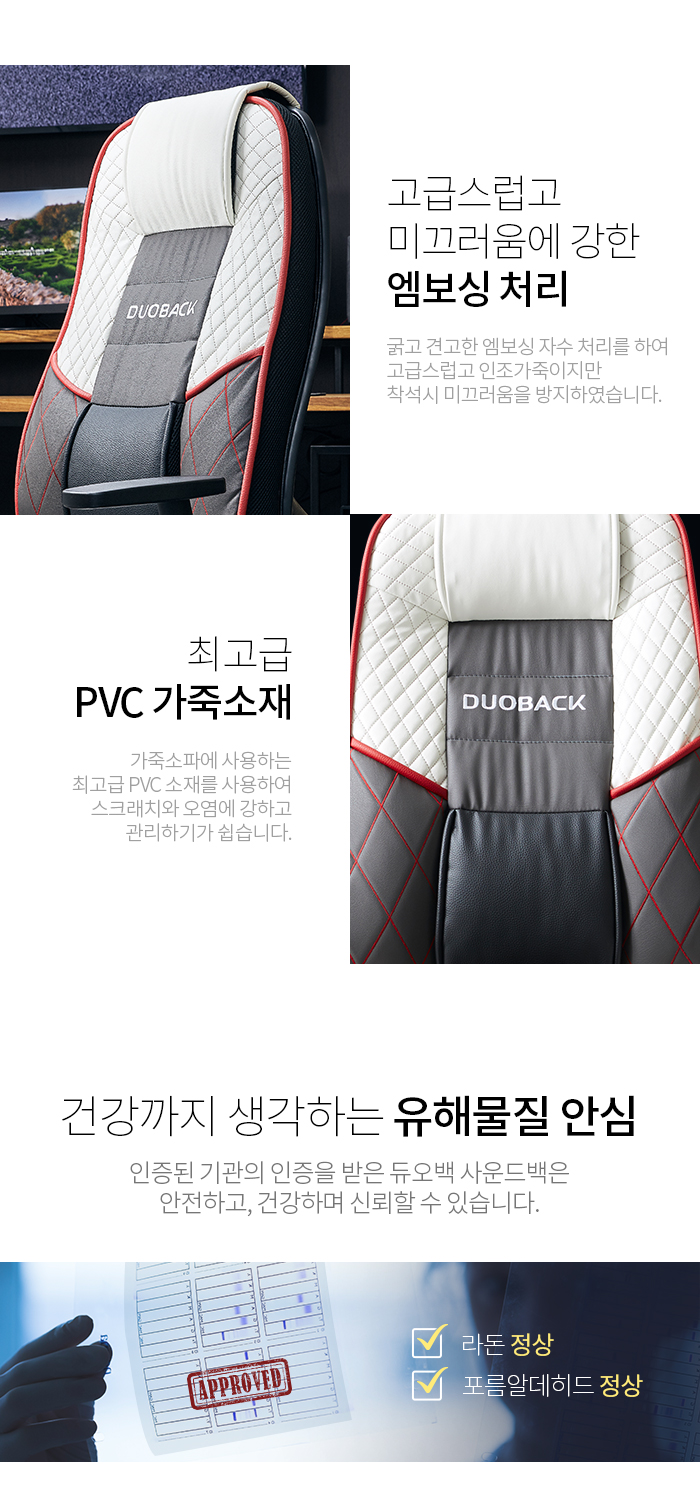 고급스럽고
미끄러움에 강한
엠보싱 처리
굵고 견고한 엠보싱 자수 처리를 하여
고급스럽고 인조가죽이지만
착석시 미끄러움을 방지하였습니다.
DUOBACK
최고급
PVC 가죽소재
가죽소파에 사용하는
최고급 PVC 소재를 사용하여
스크래치와 오염에 강하고
관리하기가 쉽습니다.
DUOBACK
건강까지 생각하는 유해물질 안심
인증된 기관의 인증을 받은 듀오백 사운드백은
안전하고, 건강하며 신뢰할 수 있습니다.
APPROVED
라돈 정상
포름알데히드 정상